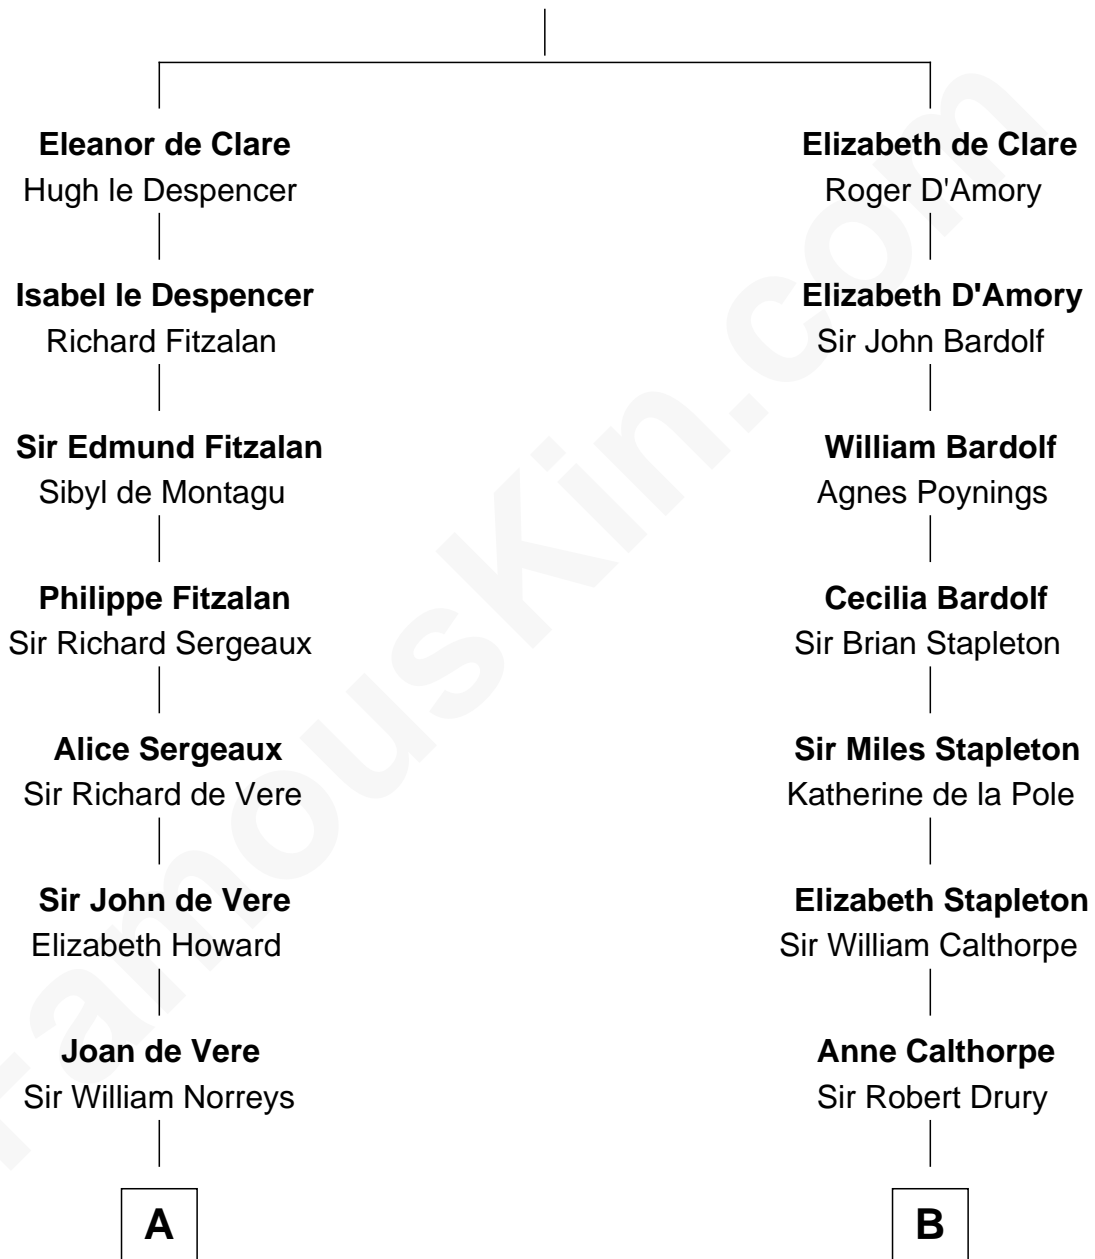 Eleanor de Clare
Hugh le Despencer
Isabel le Despencer
Richard Fitzalan
Sir Edmund Fitzalan
Sibyl de Montagu
Philippe Fitzalan
Sir Richard Sergeaux
Alice Sergeaux
Sir Richard de Vere
Sir John de Vere
Elizabeth Howard
Joan de Vere
Sir William Norreys
A
Elizabeth de Clare
Roger D'Amory
Elizabeth D'Amory
Sir John Bardolf
William Bardolf
Agnes Poynings
Cecilia Bardolf
Sir Brian Stapleton
Sir Miles Stapleton
Katherine de la Pole
Elizabeth Stapleton
Sir William Calthorpe
Anne Calthorpe
Sir Robert Drury
B
FamousKin.com